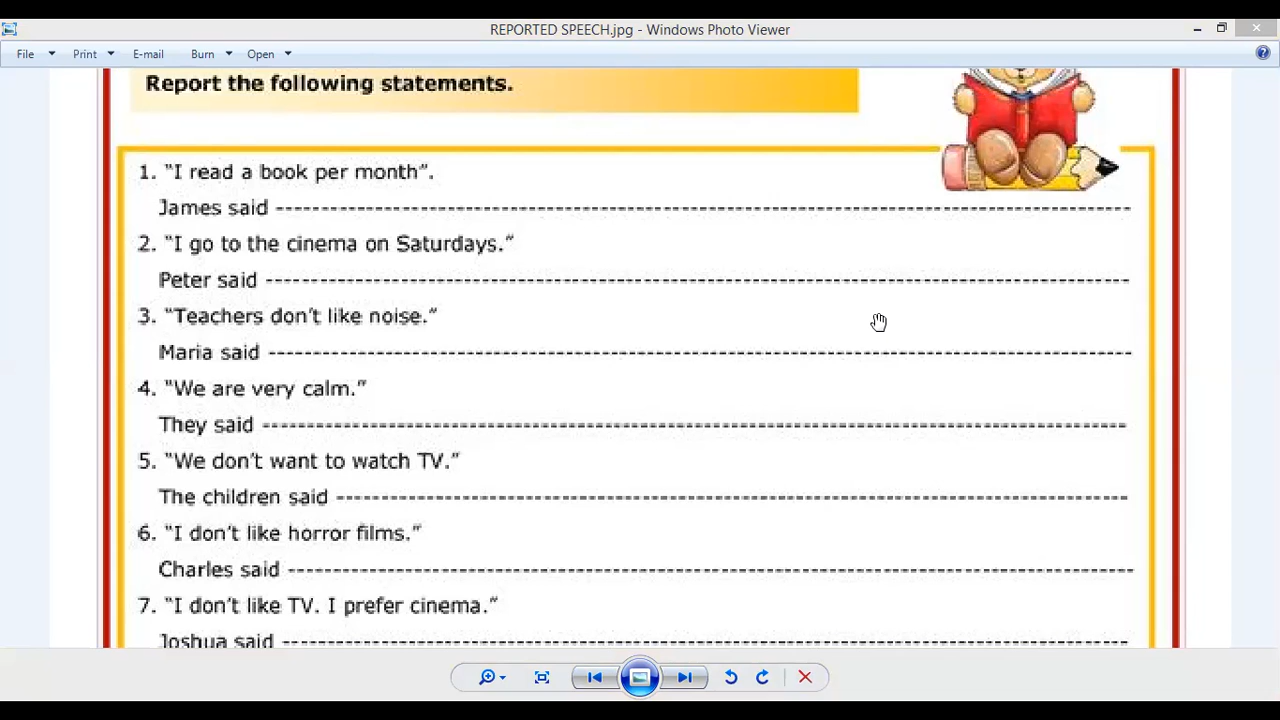 REPORTED SPEECH.jpg - Windows Photo Viewer
File Print E-mail Burn Open
Report the following statements.
1. “I read a book per month”.
James said ----------
2. “I go to the cinema on Saturdays.”
Peter said ----------
3. “Teachers don’t like noise.”
Maria said ----------
4. “We are very calm.”
They said ----------
5. “We don’t want to watch TV.”
The children said ----------
6. “I don’t like horror films.”
Charles said ----------
7. “I don’t like TV. I prefer cinema.”
Joshua said ----------